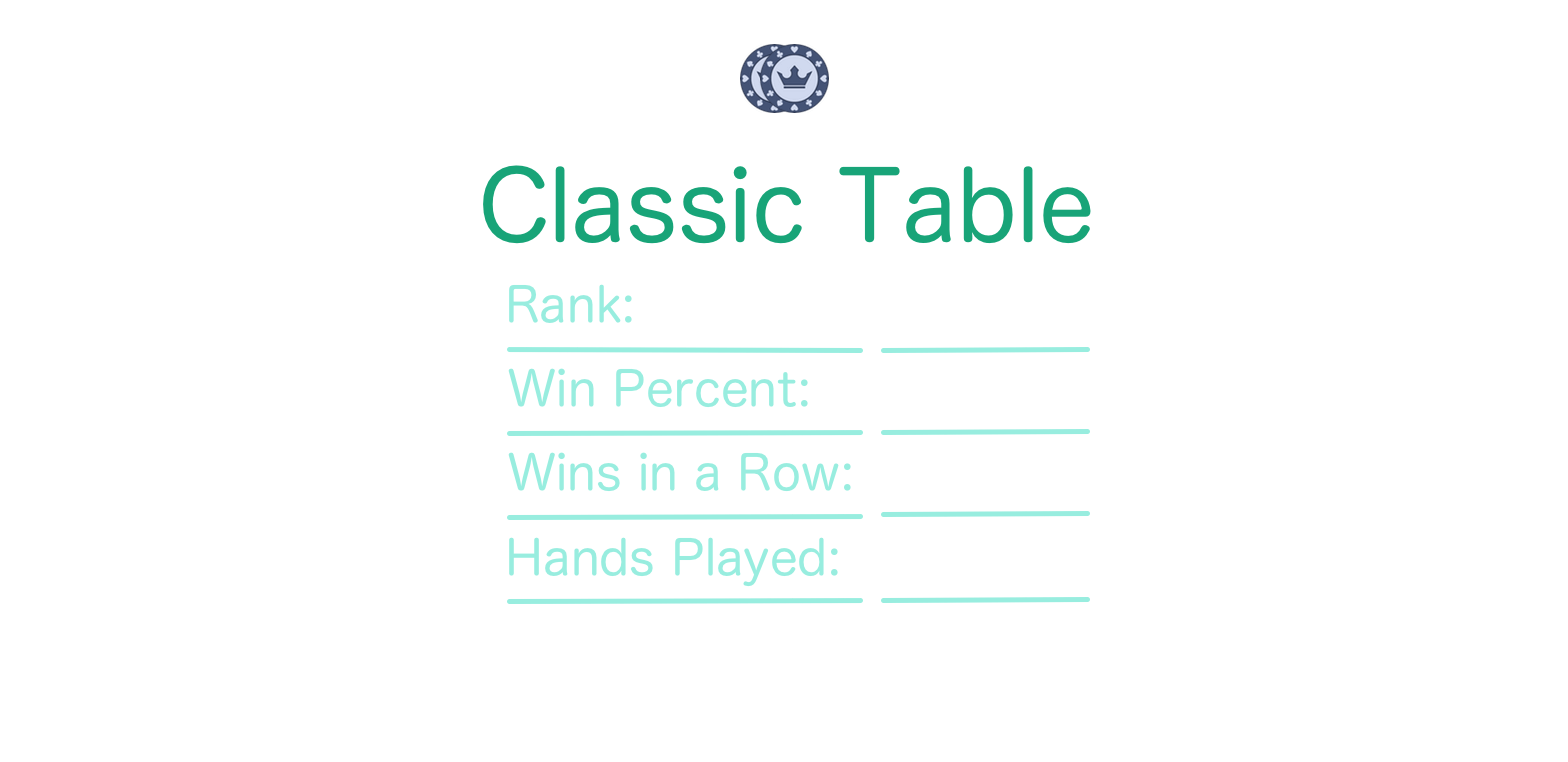 Classic Table
Rank:
Win Percent:
Wins in a Row:
Hands Played: